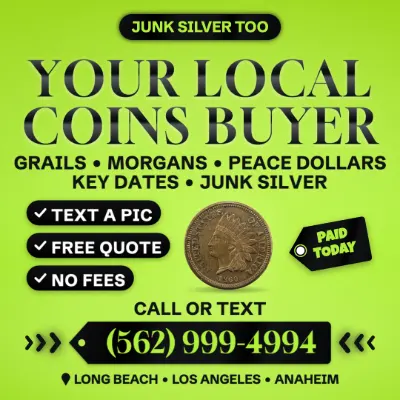 JUNK SILVER TOO
YOUR LOCAL
COINS BUYER
GRAILS • MORGANS • PEACE DOLLARS
KEY DATES • JUNK SILVER
TEXT A PIC
FREE QUOTE
NO FEES
PAID
TODAY
CALL OR TEXT
(562) 999-4994
LONG BEACH • LOS ANGELES • ANAHEIM